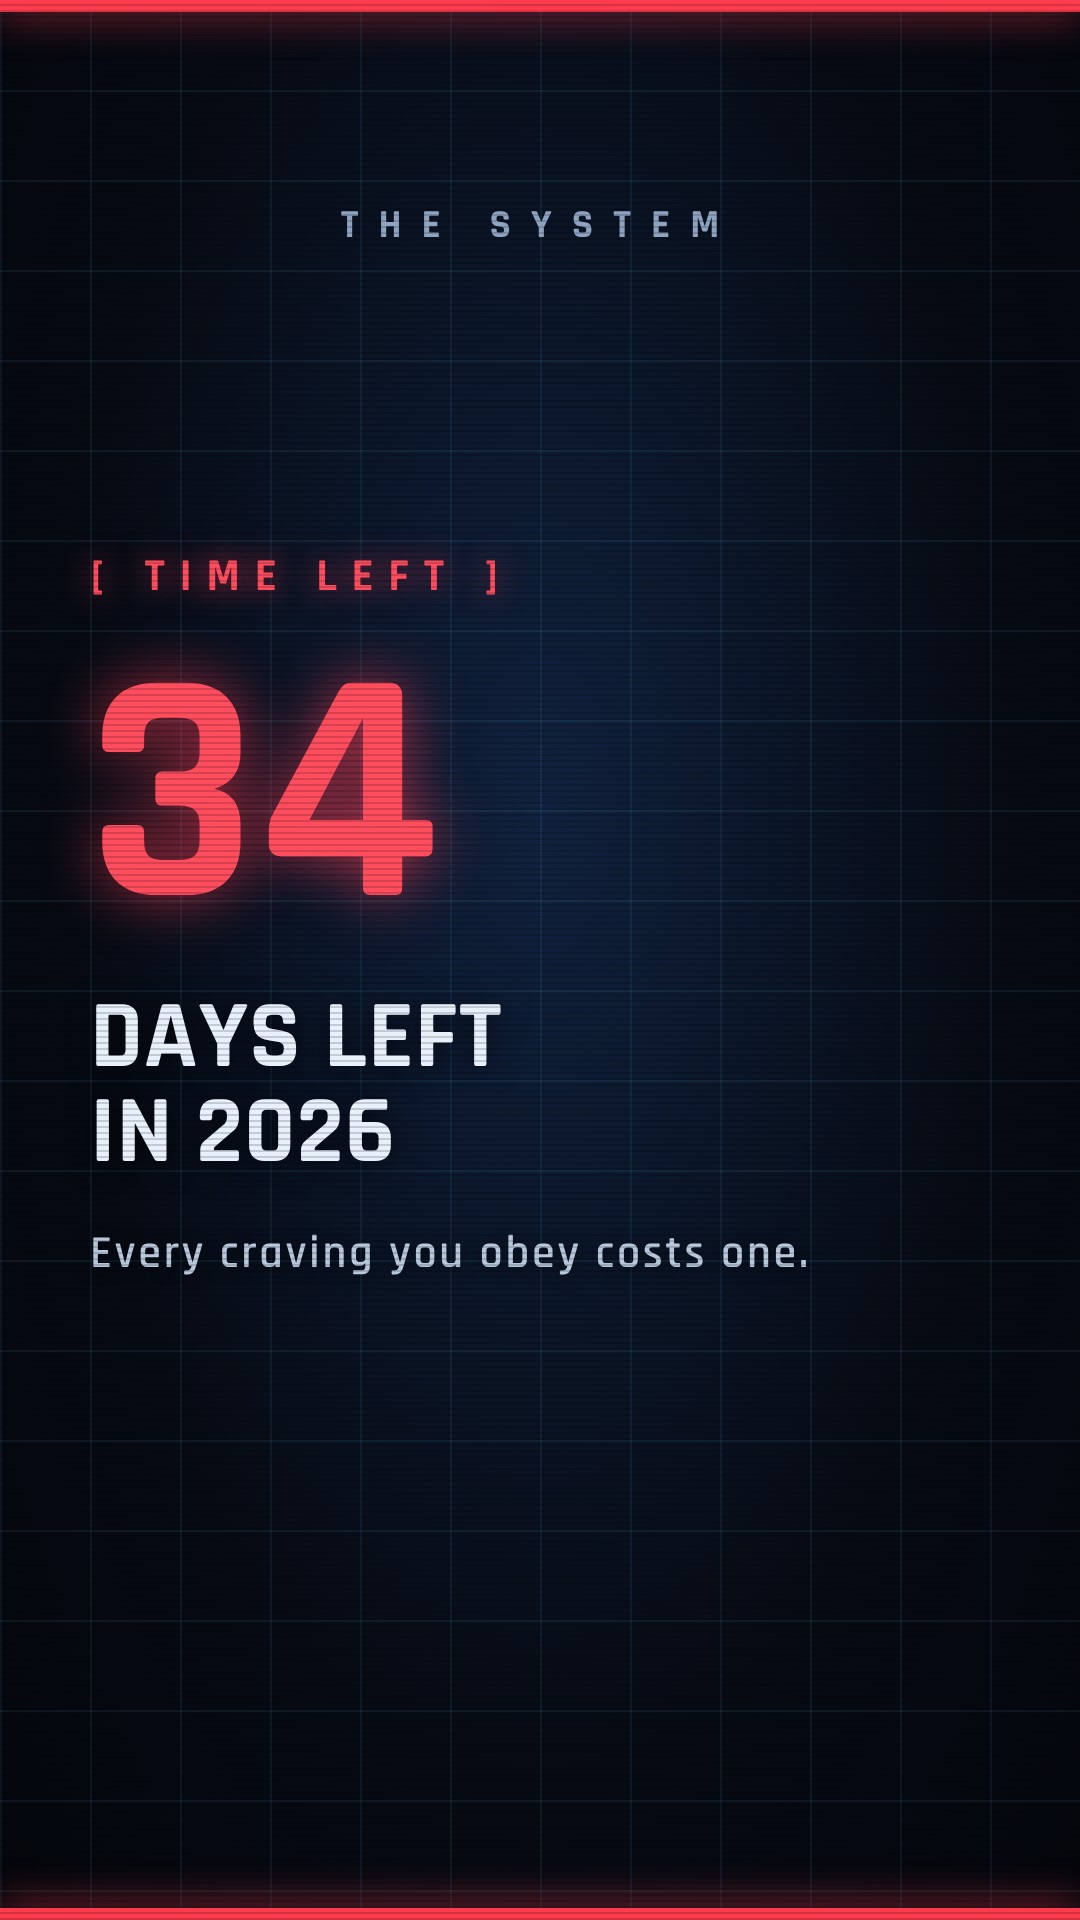 THE SYSTEM
[ TIME LEFT ]
34
DAYS LEFT
IN 2026
Every craving you obey costs one.